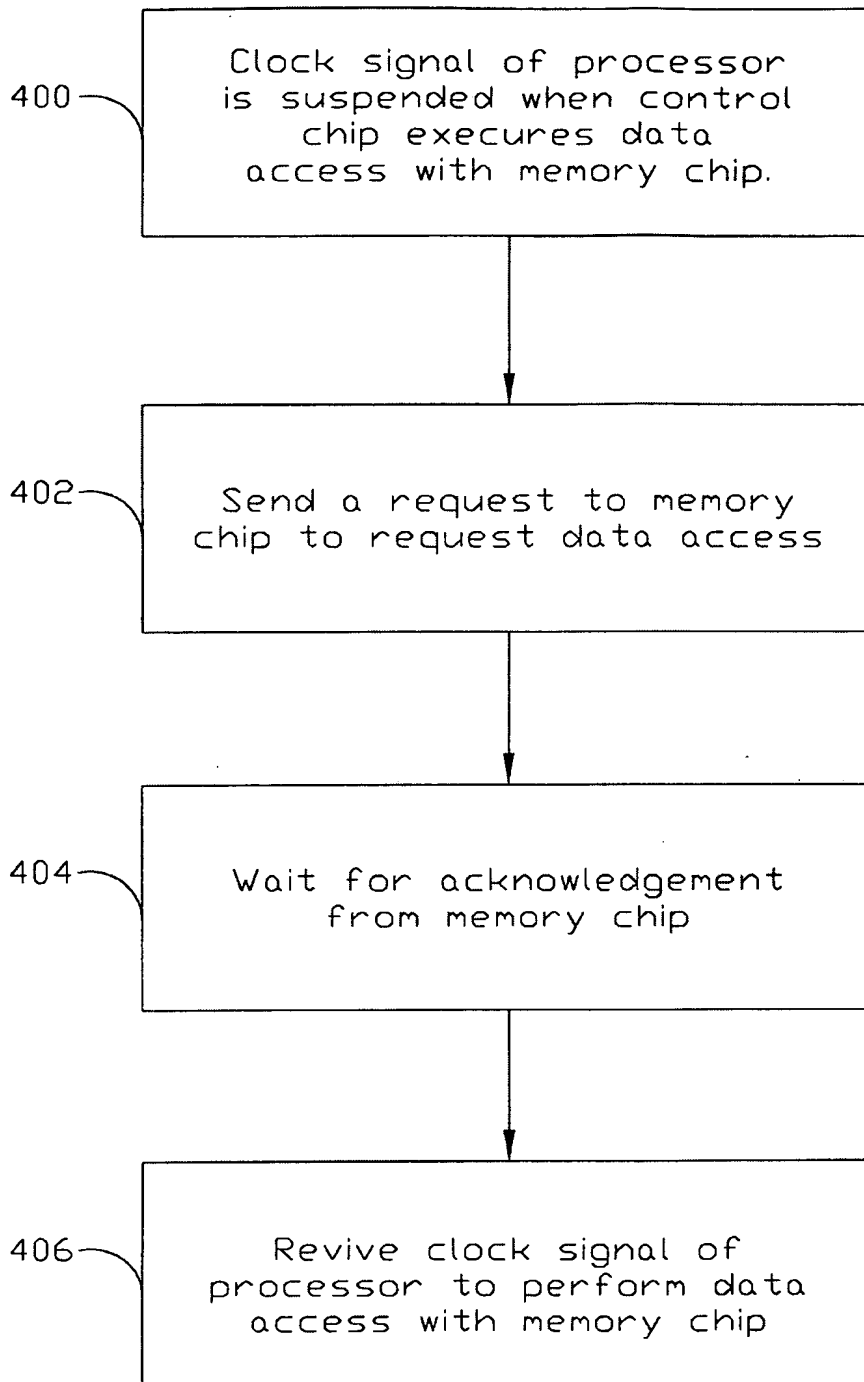 400
Clock signal of processor
is suspended when control
chip execures data
access with memory chip.
402
Send a request to memory
chip to request data access
404
Wait for acknowledgement
from memory chip
406
Revive clock signal of
processor to perform data
access with memory chip